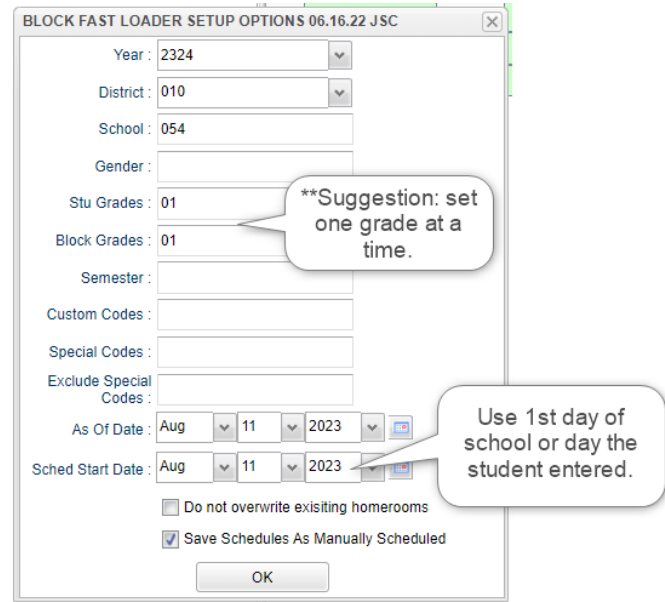 BLOCK FAST LOADER SETUP OPTIONS 06.16.22 JSC
Year : 2324
District : 010
School : 054
Gender :
Stu Grades : 01
**Suggestion: set
one grade at a
time.
Block Grades : 01
Semester :
Custom Codes :
Special Codes :
Exclude Special
Codes :
As Of Date : Aug 11 2023
Use 1st day of
school or day the
student entered.
Sched Start Date : Aug 11 2023
Do not overwrite exisiting homerooms
Save Schedules As Manually Scheduled
OK